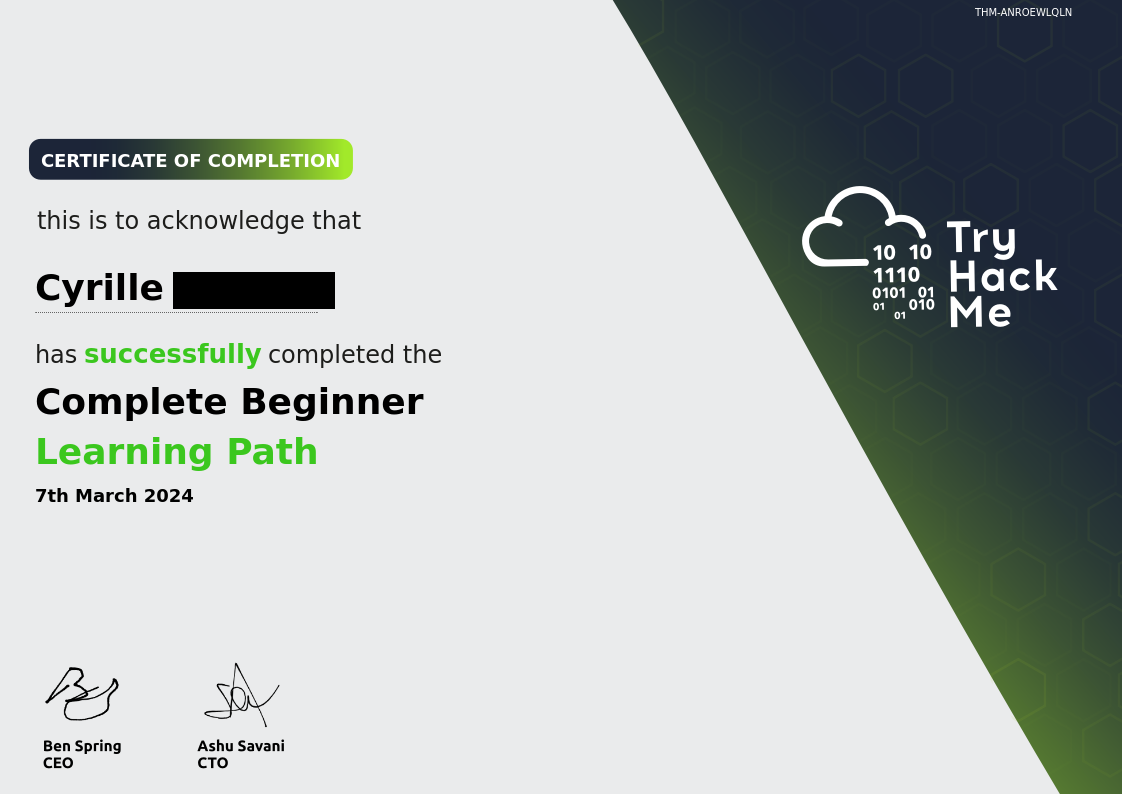 THM-ANROEWLQLN
CERTIFICATE OF COMPLETION
this is to acknowledge that
Cyrille
has successfully completed the
Complete Beginner
Learning Path
7th March 2024
Try
Hack
Me
10 10
1110
0101 01
01 010
01
Ben Spring
CEO
Ashu Savani
CTO